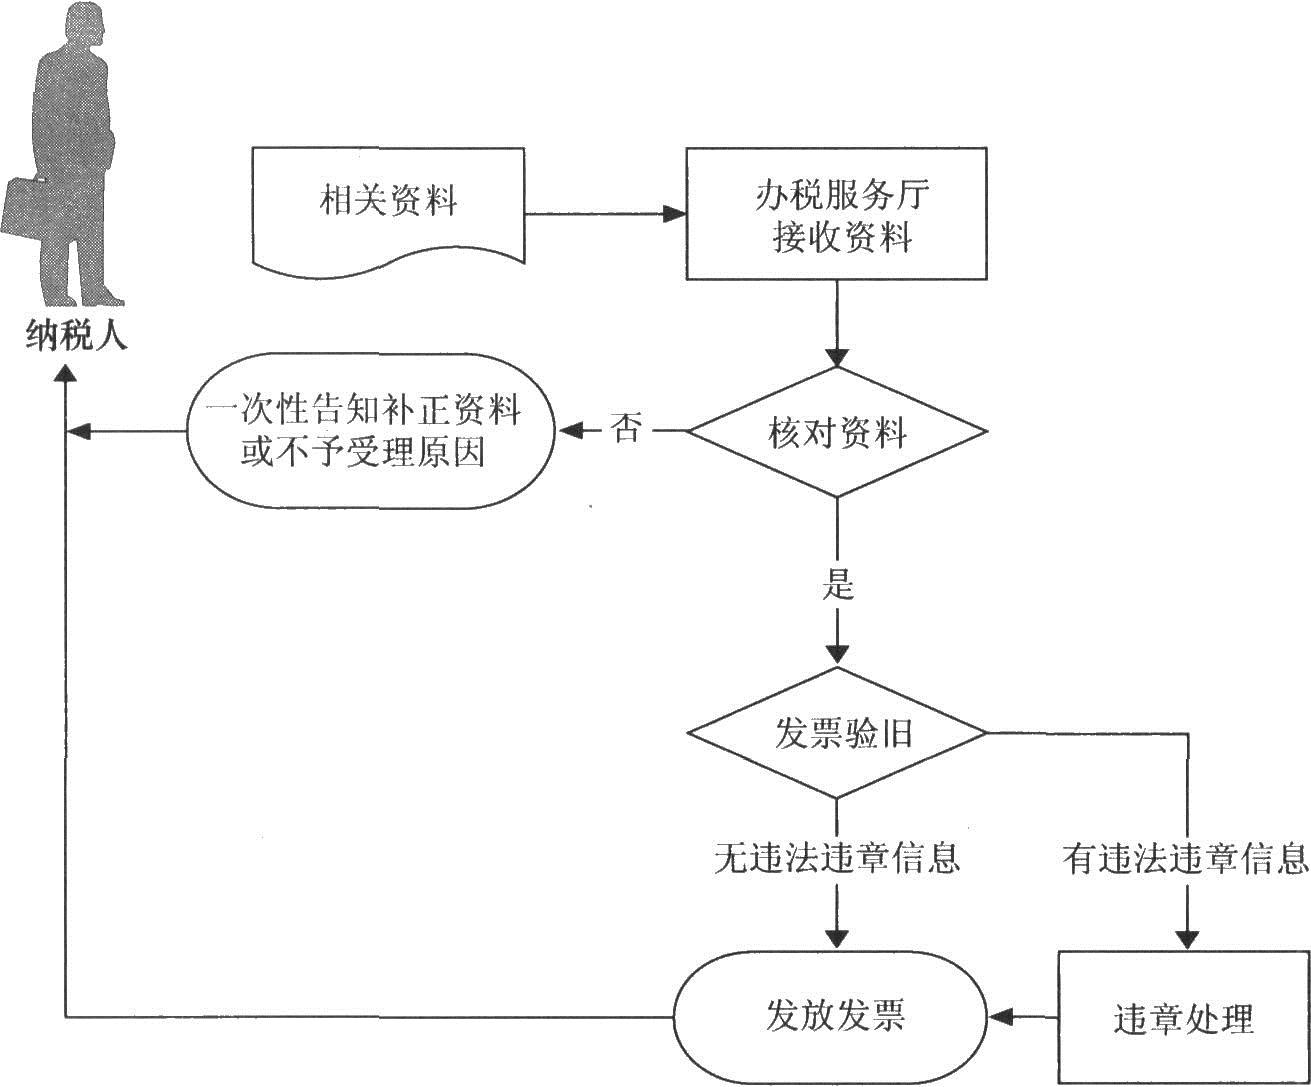 相关资料
办税服务厅
接收资料
纳税人
一次性告知补正资料
或不予受理原因
否
核对资料
是
发票验旧
无违法违章信息
有违法违章信息
发放发票
违章处理